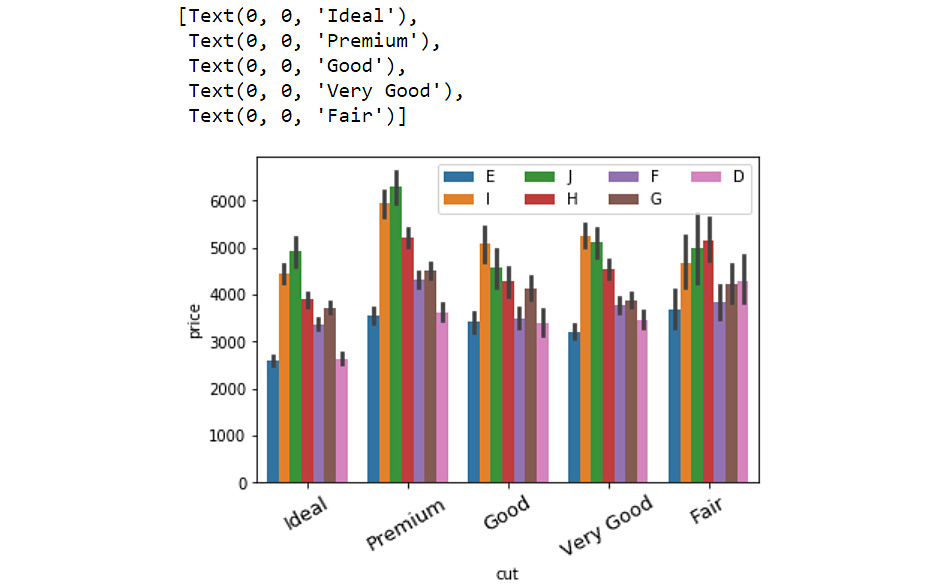 [Text(0, 0, 'Ideal'),
Text(0, 0, 'Premium'),
Text(0, 0, 'Good'),
Text(0, 0, 'Very Good'),
Text(0, 0, 'Fair')]
E J F D
I H G
6000
5000
4000
3000
2000
1000
0
price
Ideal Premium Good Very Good Fair
cut